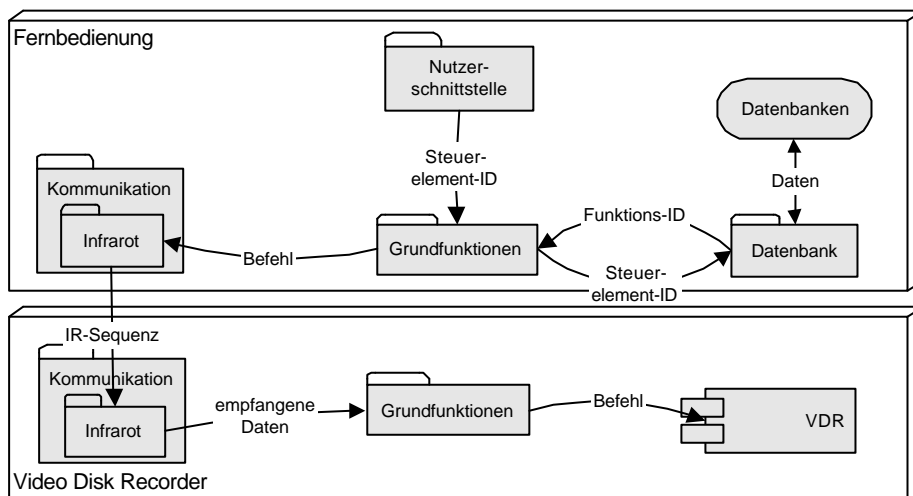 Fernbedienung
Nutzer-
schnittstelle
Datenbanken
Steuer-
element-ID
Daten
Kommunikation
Infrarot
Befehl
Grundfunktionen
Funktions-ID
Datenbank
Steuer-
element-ID
IR-Sequenz
Kommunikation
Infrarot
empfangene
Daten
Grundfunktionen
Befehl
VDR
Video Disk Recorder